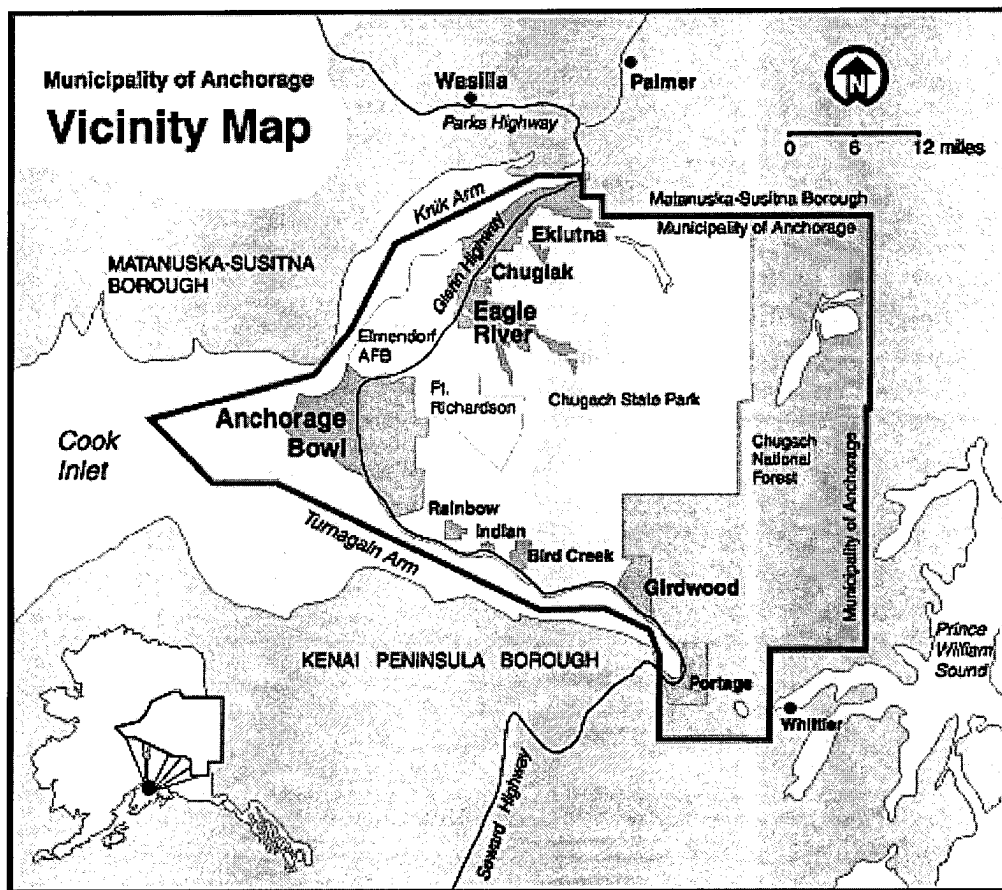 Municipality of Anchorage
Vicinity Map
Wasilla
Palmer
Parks Highway
N
0 6 12 miles
Knik Arm
Matanuska-Susitna Borough
Municipality of Anchorage
Eklutna
Glenn Highway
Chugiak
MATANUSKA-SUSITNA
BOROUGH
Eagle
River
Elmendorf
AFB
Ft.
Richardson
Chugach State Park
Anchorage
Bowl
Cook
Inlet
Chugach
National
Forest
Municipality of Anchorage
Rainbow
Indian
Turnagain Arm
Bird Creek
Girdwood
Prince
William
Sound
KENAI PENINSULA BOROUGH
Portage
Whittier
Seward Highway